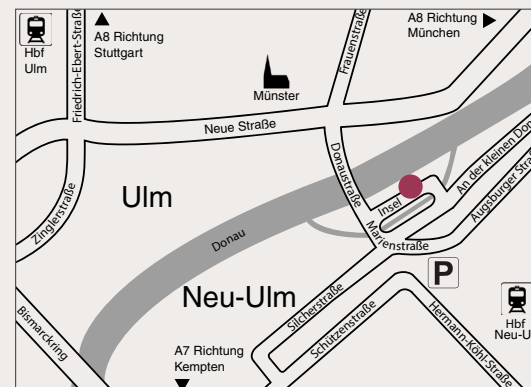 Hbf
Ulm
Friedrich-Ebert-Straße
A8 Richtung
Stuttgart
Frauenstraße
A8 Richtung
München
Münster
Neue Straße
Donaustraße
An der kleinen Don
Insel
Augsburger Stra
Zinglerstraße
Ulm
Donau
Marienstraße
P
Neu-Ulm
Silcherstraße
Schützenstraße
Hermann-Köhl-Straße
Hbf
Neu-U
Bismarckring
A7 Richtung
Kempten